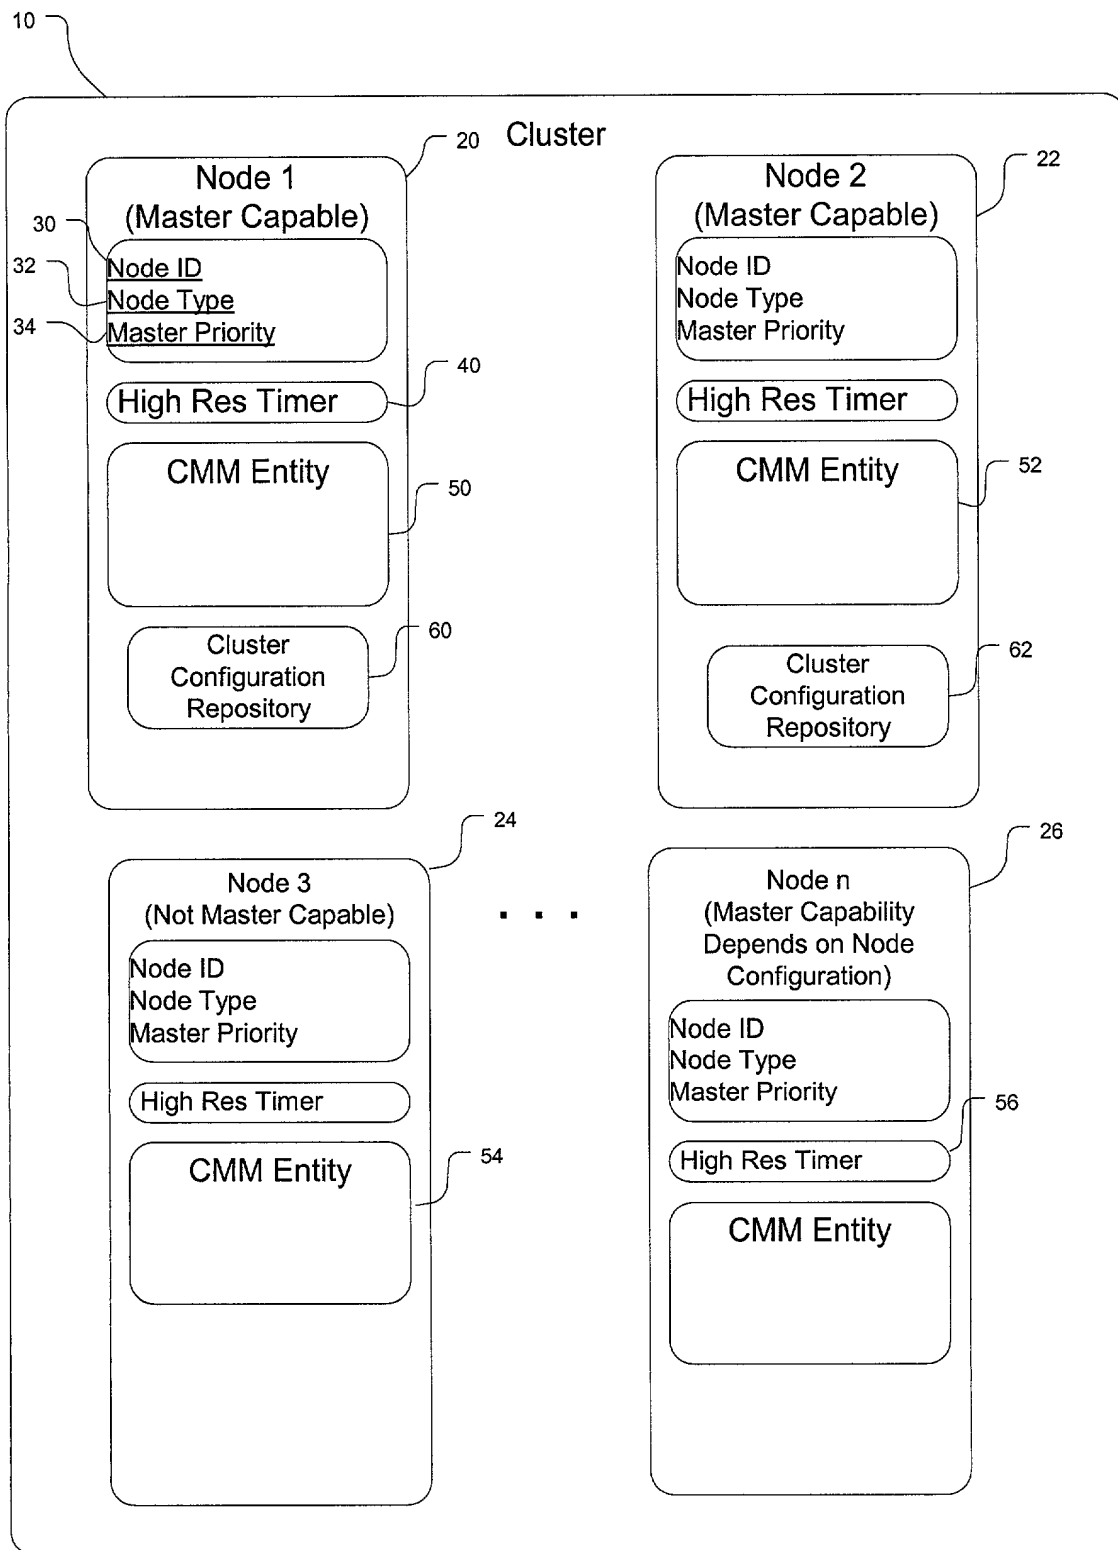 10
Cluster
20
Node 1
(Master Capable)
30
Node ID
32
Node Type
34
Master Priority
40
High Res Timer
CMM Entity
50
60
Cluster
Configuration
Repository
22
Node 2
(Master Capable)
Node ID
Node Type
Master Priority
High Res Timer
CMM Entity
52
62
Cluster
Configuration
Repository
24
Node 3
(Not Master Capable)
Node ID
Node Type
Master Priority
High Res Timer
CMM Entity
54
. . .
26
Node n
(Master Capability
Depends on Node
Configuration)
Node ID
Node Type
Master Priority
56
High Res Timer
CMM Entity